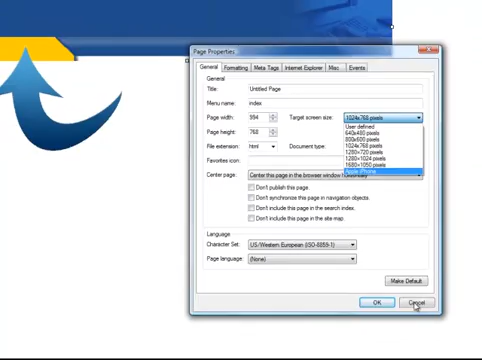 Page Properties
General Formatting Meta Tags Internet Explorer Misc Events
General
Title: Untitled Page
Menu name: index
Page width: 994 Target screen size: 1024x768 pixels
User defined
640x480 pixels
800x600 pixels
Page height: 768
1024x768 pixels
File extension: html Document type:
1280x720 pixels
1280x1024 pixels
Favorites icon:
1680x1050 pixels
Apple iPhone
Center page: Center this page in the browser window horizontally
Don't publish this page.
Don't synchronise this page in navigation objects.
Don't include this page in the search index.
Don't include this page in the site map.
Language
Character Set: US/Western European (ISO-8859-1)
Page language: (None)
Make Default
OK Cancel